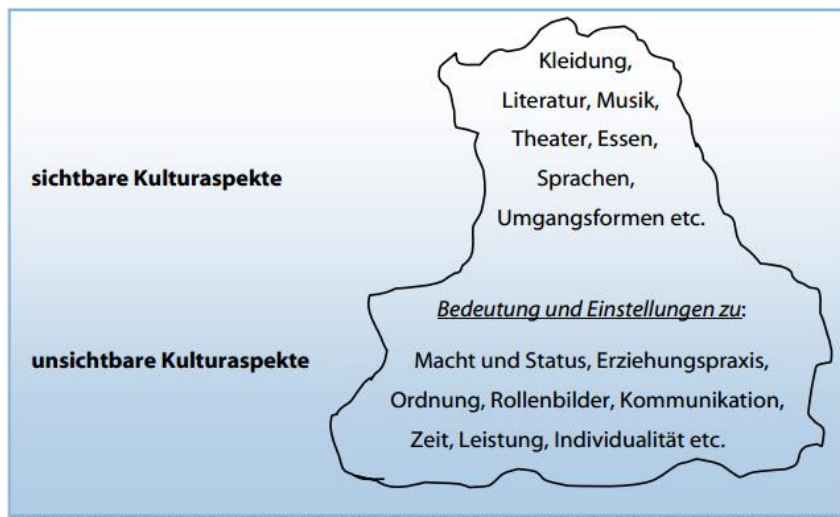 Kleidung,
Literatur, Musik,
Theater, Essen,
sichtbare Kulturaspekte
Sprachen,
Umgangsformen etc.
Bedeutung und Einstellungen zu:
unsichtbare Kulturaspekte
Macht und Status, Erziehungspraxis,
Ordnung, Rollenbilder, Kommunikation,
Zeit, Leistung, Individualität etc.